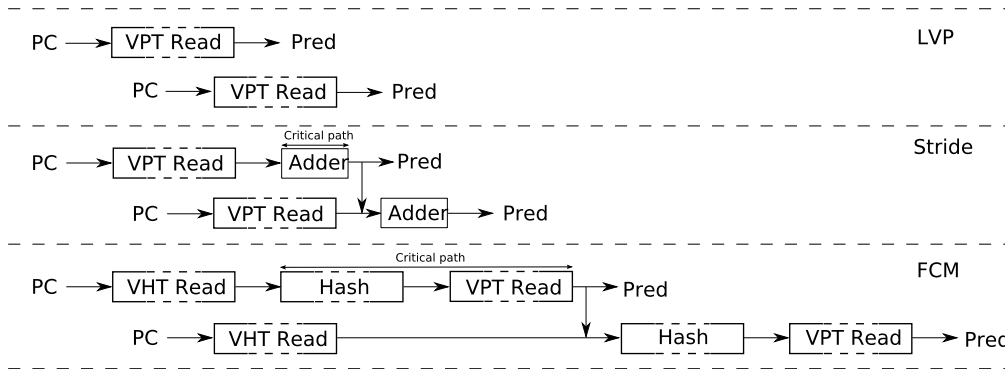 PC VPT Read Pred LVP
PC VPT Read Pred
Critical path
Stride
PC VPT Read Adder Pred
PC VPT Read Adder Pred
Critical path
FCM
PC VHT Read Hash VPT Read Pred
PC VHT Read Hash VPT Read Pred